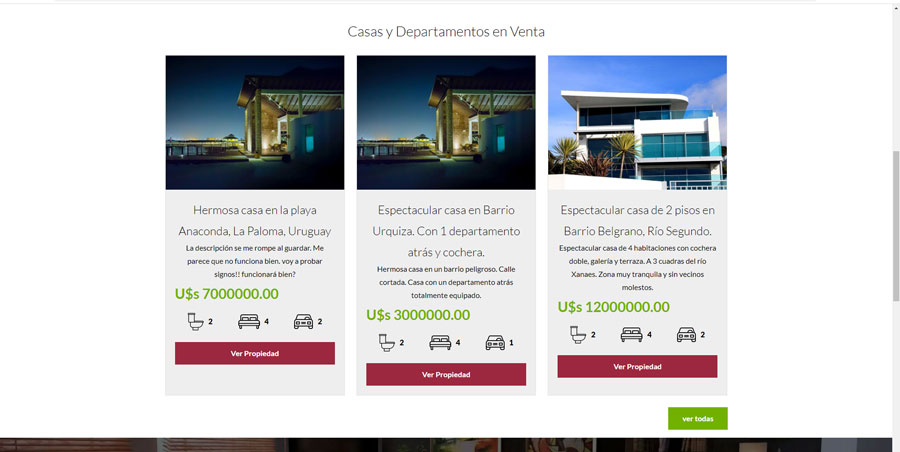 Casas y Departamentos en Venta
Hermosa casa en la playa
Anaconda, La Paloma, Uruguay
La descripción se me rompe al guardar. Me
parece que no funciona bien. voy a probar
signos!! funcionará bien?
U$s 7000000.00
2 4 2
Ver Propiedad
Espectacular casa en Barrio
Urquiza. Con 1 departamento
atrás y cochera.
Hermosa casa en un barrio peligroso. Calle
cortada. Casa con un departamento atrás
totalmente equipado.
U$s 3000000.00
2 4 1
Ver Propiedad
Espectacular casa de 2 pisos en
Barrio Belgrano, Río Segundo.
Espectacular casa de 4 habitaciones con cochera
doble, galería y terraza. A 3 cuadras del río
Xanaes. Zona muy tranquila y sin vecinos
molestos.
U$s 12000000.00
2 4 2
Ver Propiedad
ver todas